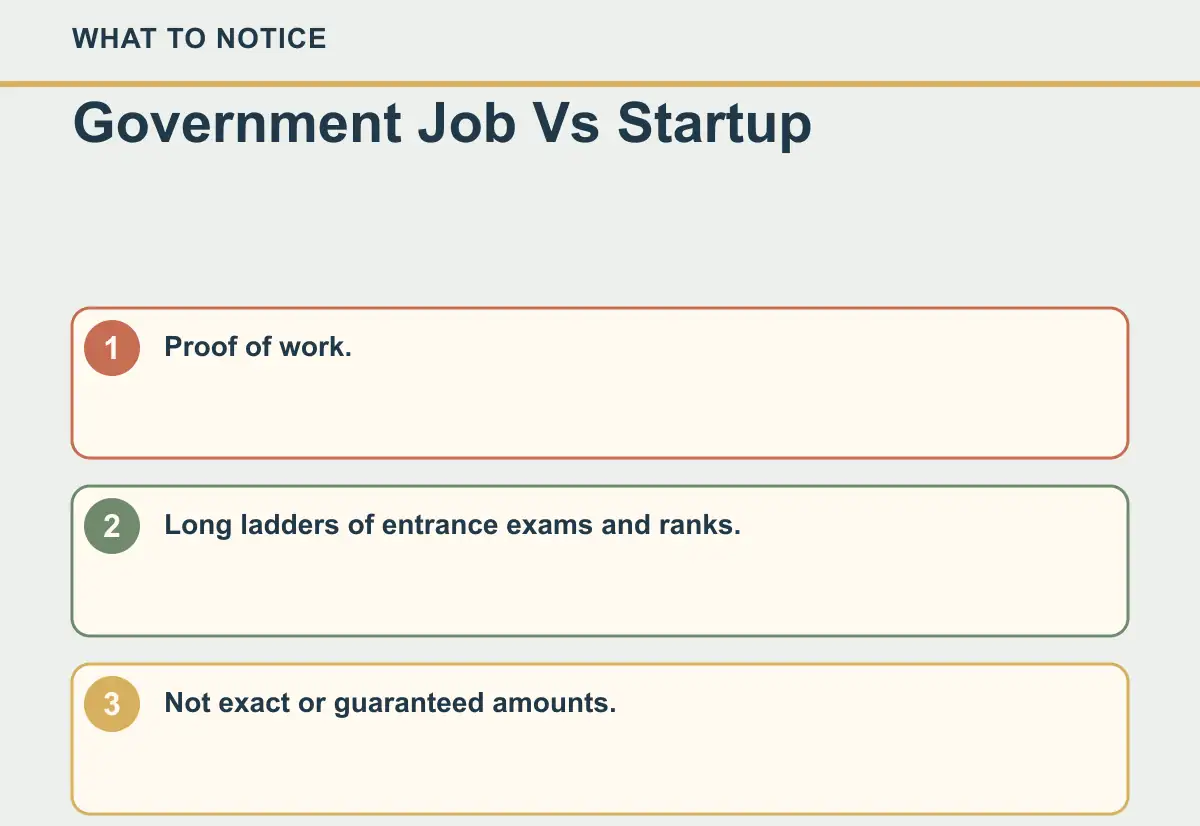 WHAT TO NOTICE
Government Job Vs Startup
1 Proof of work.
2 Long ladders of entrance exams and ranks.
3 Not exact or guaranteed amounts.